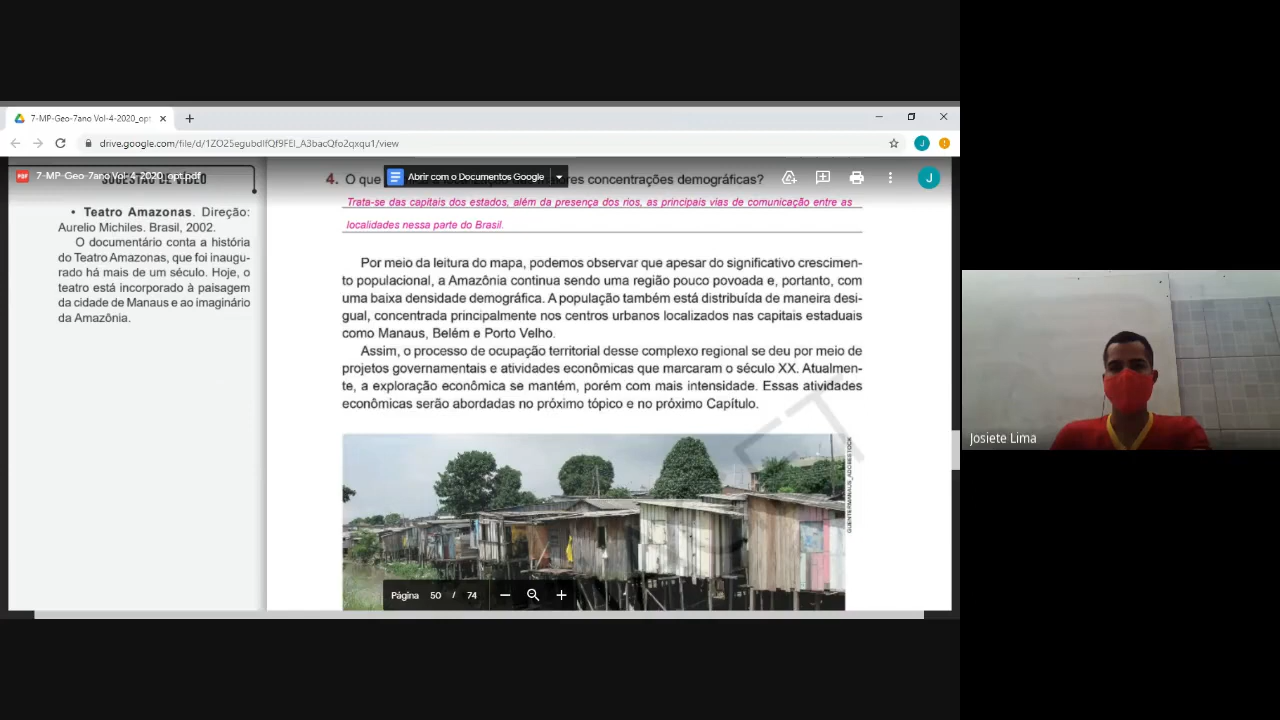 7-MP-Geo-7ano Vol-4-2020_opt
drive.google.com/file/d/1ZO25egubdIfQf9FEI_A3bacQfo2qxqu1/view
7-MP-Geo-7ano Vol-4-2020_opt.pdf
SUGESTÃO DE VÍDEO
Abrir com o Documentos Google
J
J
• Teatro Amazonas. Direção:
Aurelio Michiles. Brasil, 2002.
O documentário conta a história
do Teatro Amazonas, que foi inaugu-
rado há mais de um século. Hoje, o
teatro está incorporado à paisagem
da cidade de Manaus e ao imaginário
da Amazônia.
4. O que concentrações demográficas?
Trata-se das capitais dos estados, além da presença dos rios, as principais vias de comunicação entre as
localidades nessa parte do Brasil.
Por meio da leitura do mapa, podemos observar que apesar do significativo crescimen-
to populacional, a Amazônia continua sendo uma região pouco povoada e, portanto, com
uma baixa densidade demográfica. A população também está distribuída de maneira desi-
gual, concentrada principalmente nos centros urbanos localizados nas capitais estaduais
como Manaus, Belém e Porto Velho.
Assim, o processo de ocupação territorial desse complexo regional se deu por meio de
projetos governamentais e atividades econômicas que marcaram o século XX. Atualmen-
te, a exploração econômica se mantém, porém com mais intensidade. Essas atividades
econômicas serão abordadas no próximo tópico e no próximo Capítulo.
GUENTERMANAUS_ADOBESTOCK
Página 50 / 74
Josiete Lima